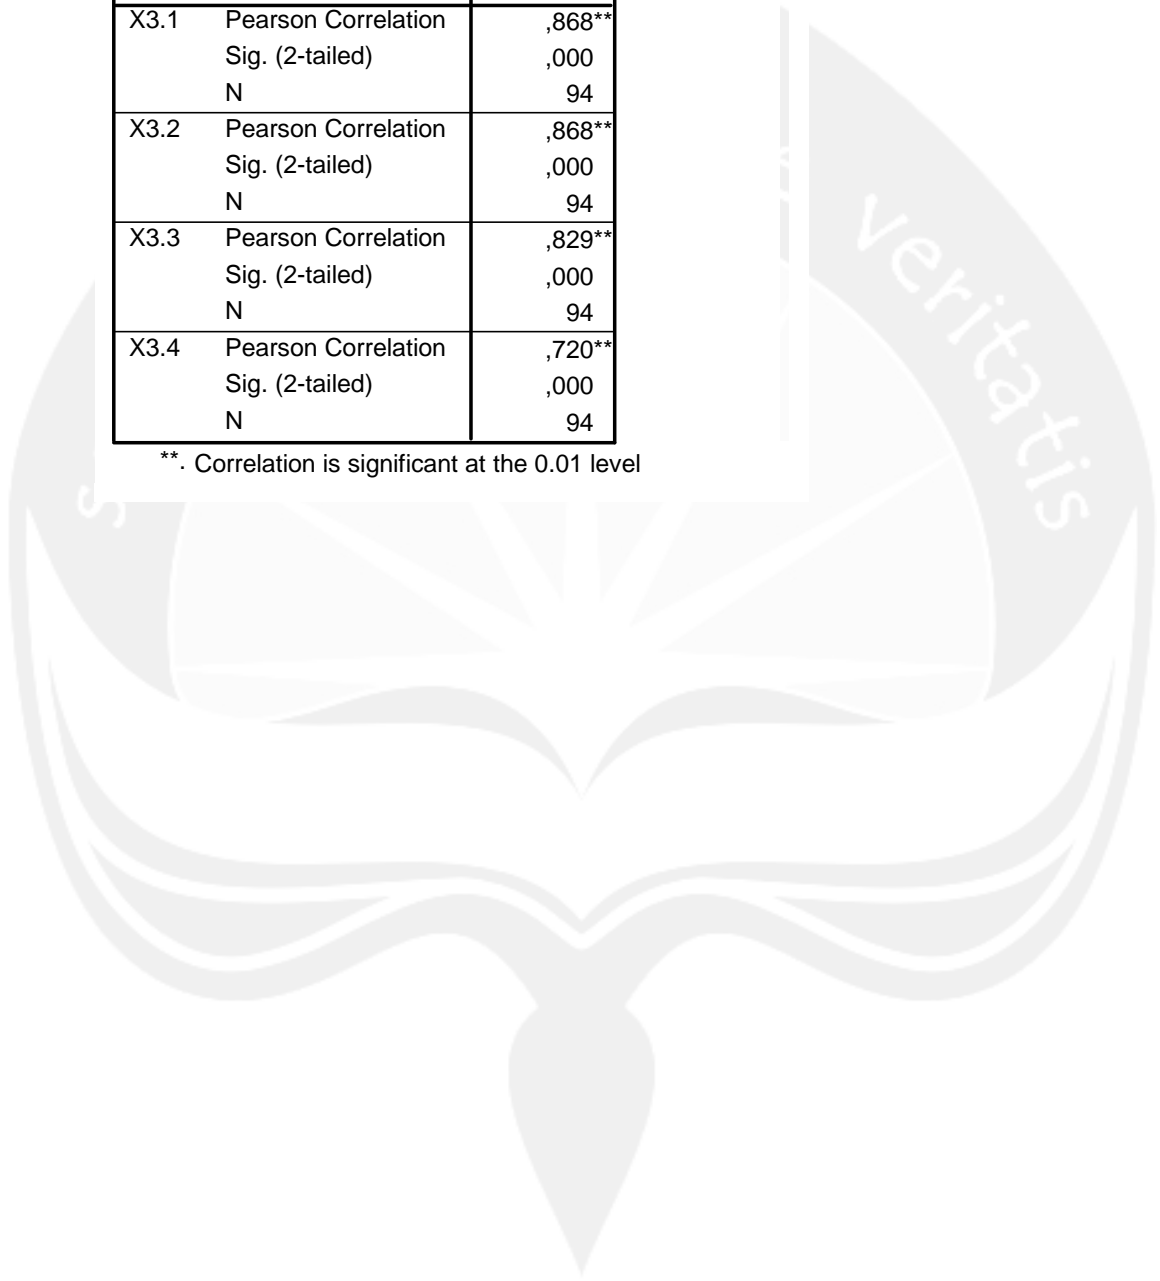 X3.1 Pearson Correlation ,868**
Sig. (2-tailed) ,000
N 94
X3.2 Pearson Correlation ,868**
Sig. (2-tailed) ,000
N 94
X3.3 Pearson Correlation ,829**
Sig. (2-tailed) ,000
N 94
X3.4 Pearson Correlation ,720**
Sig. (2-tailed) ,000
N 94
**. Correlation is significant at the 0.01 level
veritatis